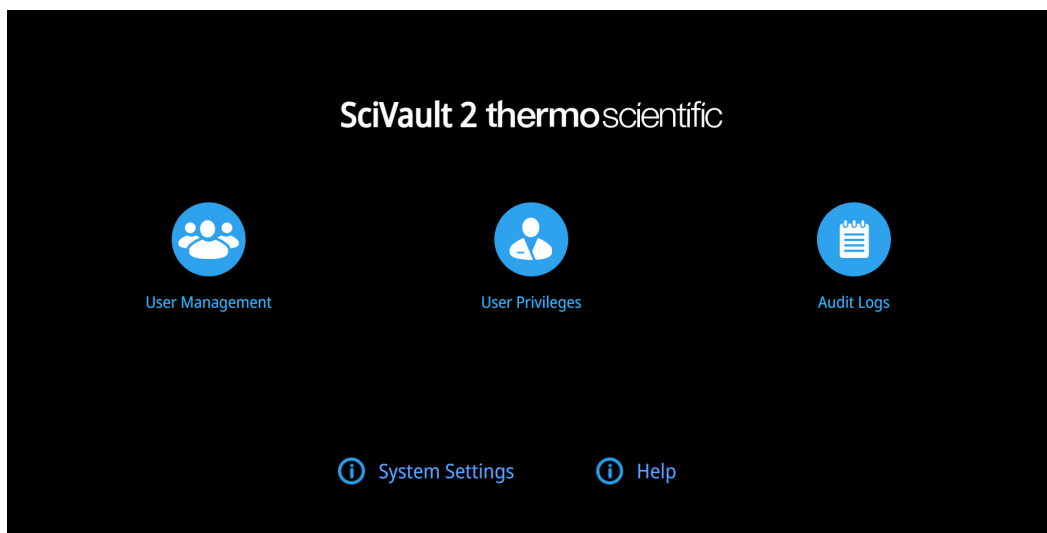 SciVault 2 thermoscientific
User Management
User Privileges
Audit Logs
System Settings
Help